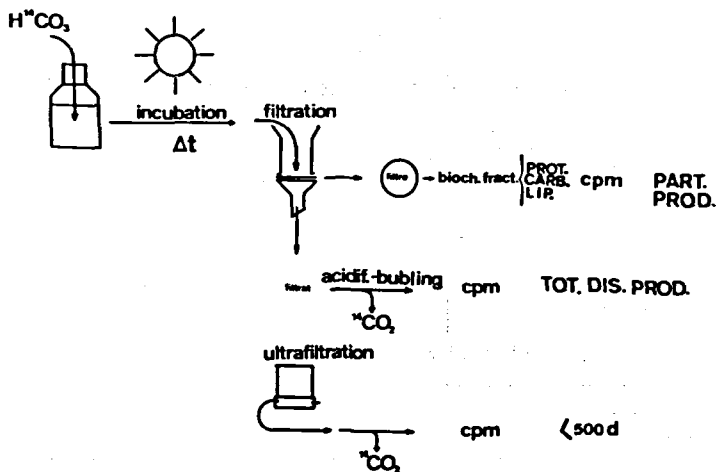 H¹⁴CO₃
incubation
Δt
filtration
filtre → bioch. fract. { PROT. CARB. LIP. cpm
PART. PROD.
filtrat acidif.-bubling cpm TOT. DIS. PROD.
¹⁴CO₂
ultrafiltration
cpm <500 d
¹⁴CO₂